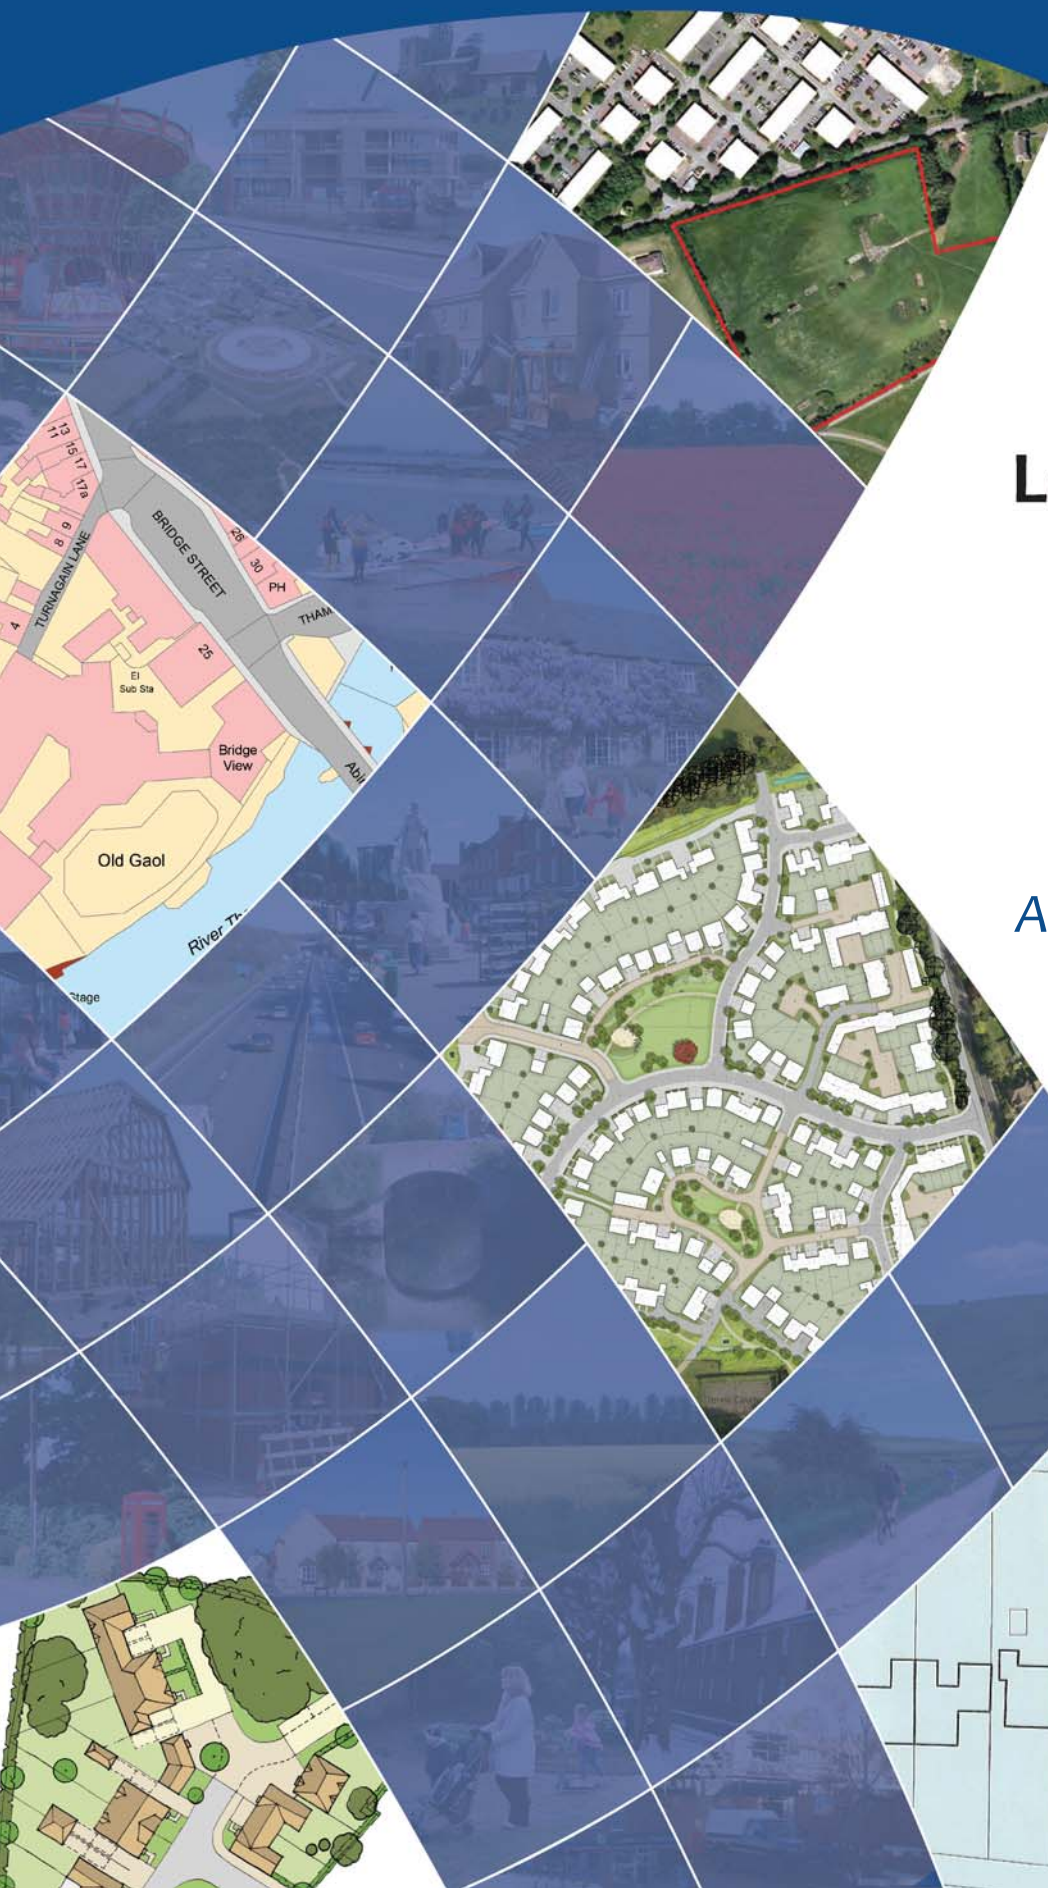 L
13
11
15 17
17a
9
8
TURNAGAIN LANE
4
BRIDGE STREET
26
30
PH
THAM
25
El
Sub Sta
Bridge
View
Abin
Old Gaol
River Th
Stage
A